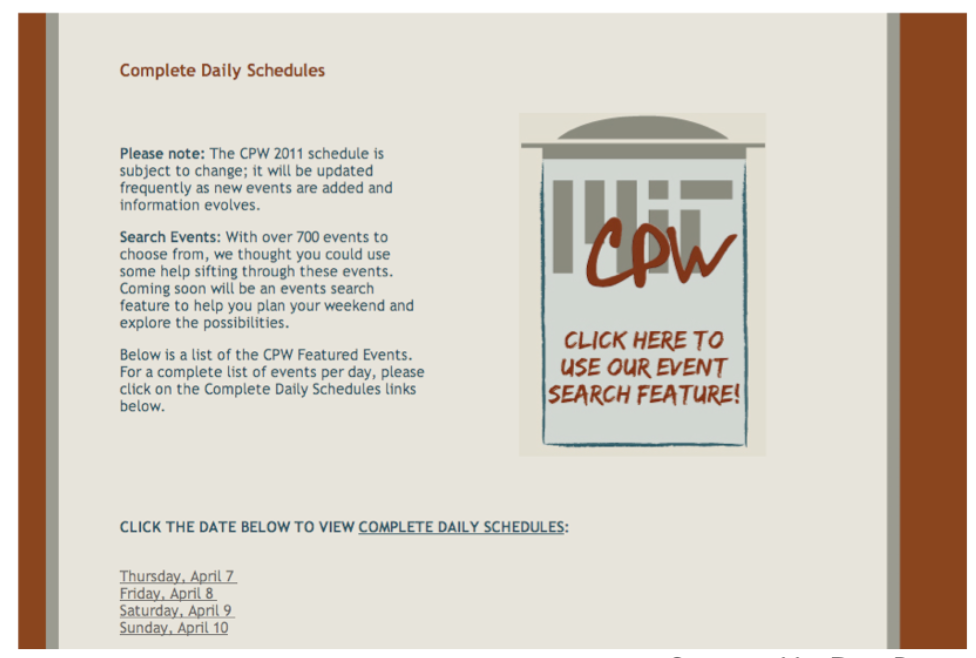 Complete Daily Schedules
Please note: The CPW 2011 schedule is
subject to change; it will be updated
frequently as new events are added and
information evolves.
Search Events: With over 700 events to
choose from, we thought you could use
some help sifting through these events.
Coming soon will be an events search
feature to help you plan your weekend and
explore the possibilities.
Below is a list of the CPW Featured Events.
For a complete list of events per day, please
click on the Complete Daily Schedules links
below.
MIT
CPW
CLICK HERE TO
USE OUR EVENT
SEARCH FEATURE!
CLICK THE DATE BELOW TO VIEW COMPLETE DAILY SCHEDULES:
Thursday, April 7
Friday, April 8
Saturday, April 9
Sunday, April 10